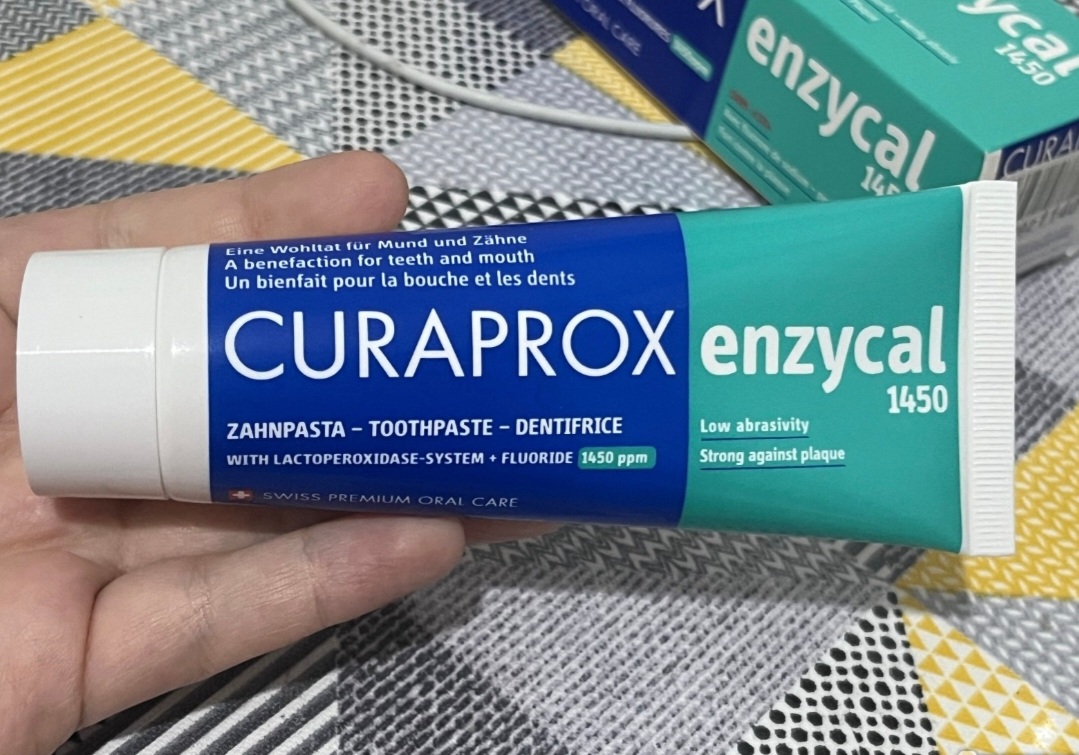 Eine Wohltat für Mund und Zähne
A benefaction for teeth and mouth
Un bienfait pour la bouche et les dents
CURAPROX
ZAHNPASTA – TOOTHPASTE – DENTIFRICE
WITH LACTOPEROXIDASE-SYSTEM + FLUORIDE 1450 ppm
SWISS PREMIUM ORAL CARE
enzycal
1450
Low abrasivity
Strong against plaque
ORAL CARE
enzycal
1450